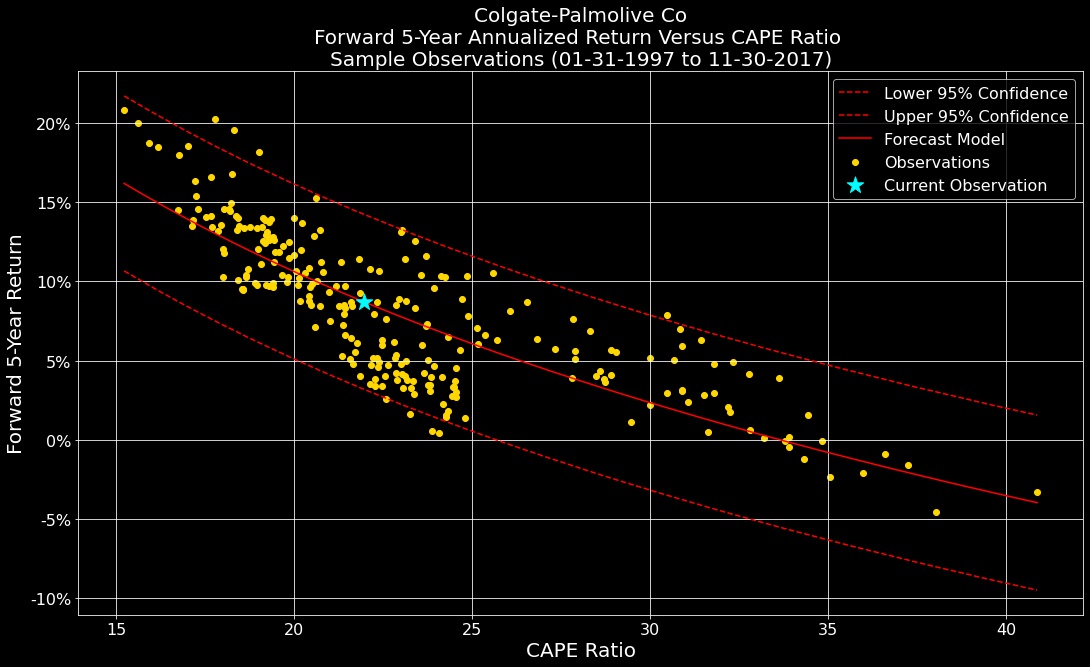 Colgate-Palmolive Co
Forward 5-Year Annualized Return Versus CAPE Ratio
Sample Observations (01-31-1997 to 11-30-2017)
Lower 95% Confidence
Upper 95% Confidence
Forecast Model
Observations
Current Observation
Forward 5-Year Return
20%
15%
10%
5%
0%
-5%
-10%
15 20 25 30 35 40
CAPE Ratio